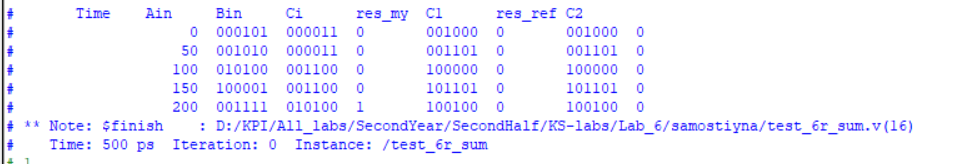 #        Time    Ain      Bin    Ci      res_my  C1      res_ref C2
#                   0    000101  000011  0       001000  0       001000  0
#                  50    001010  000011  0       001101  0       001101  0
#                 100    010100  001100  0       100000  0       100000  0
#                 150    100001  001100  0       101101  0       101101  0
#                 200    001111  010100  1       100100  0       100100  0
# ** Note: $finish    : D:/KPI/All_labs/SecondYear/SecondHalf/KS-labs/Lab_6/samostiyna/test_6r_sum.v(16)
#    Time: 500 ps  Iteration: 0  Instance: /test_6r_sum
# 1